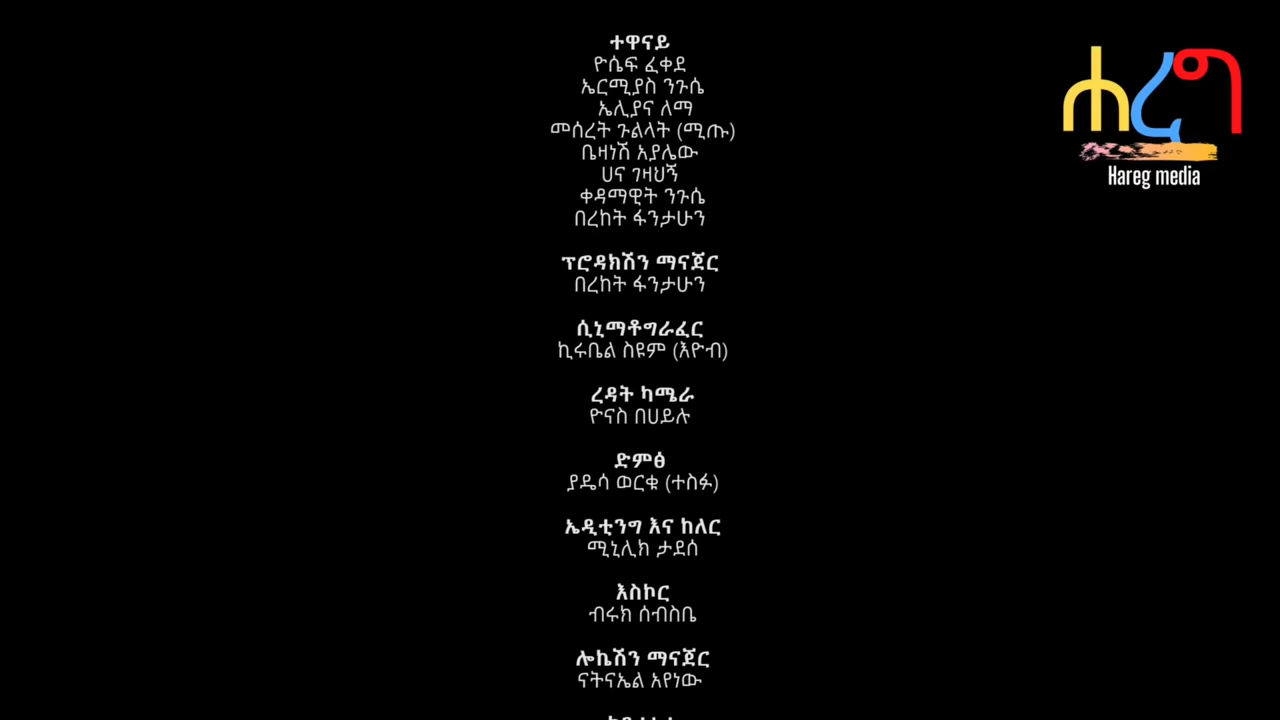 ተዋናይ
ዮሴፍ ፈቀደ
ኤርሚያስ ንጉሴ
ኤሊያና ለማ
መሰረት ጉልላት (ሚጡ)
ቤዛነሽ አያሌው
ሀና ገዛህኝ
ቀዳማዊት ንጉሴ
በረከት ፋንታሁን
ፕሮዳክሽን ማናጀር
በረከት ፋንታሁን
ሲኒማቶግራፈር
ኪሩቤል ስዩም (እዮብ)
ረዳት ካሜራ
ዮናስ በሀይሉ
ድምፅ
ያዴሳ ወርቁ (ተስፉ)
ኤዲቲንግ እና ከለር
ሚኒሊክ ታደሰ
እስኮር
ብሩክ ሰብስቤ
ሎኬሽን ማናጀር
ናትናኤል አየነው
ሐረግ
Hareg media